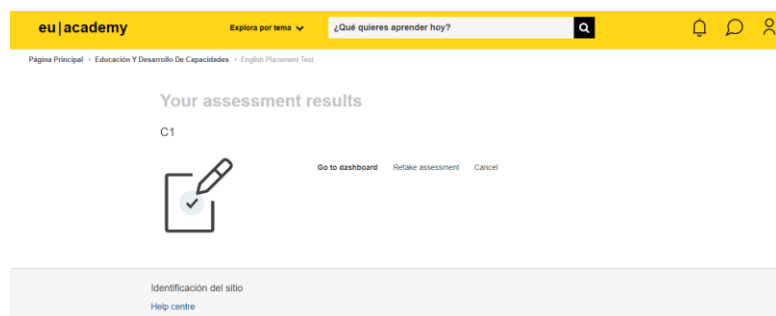 eu|academy
Explora por tema
¿Qué quieres aprender hoy?
Página Principal › Educación Y Desarrollo De Capacidades › English Placement Test
Your assessment results
C1
Go to dashboard Retake assessment Cancel
Identificación del sitio
Help centre